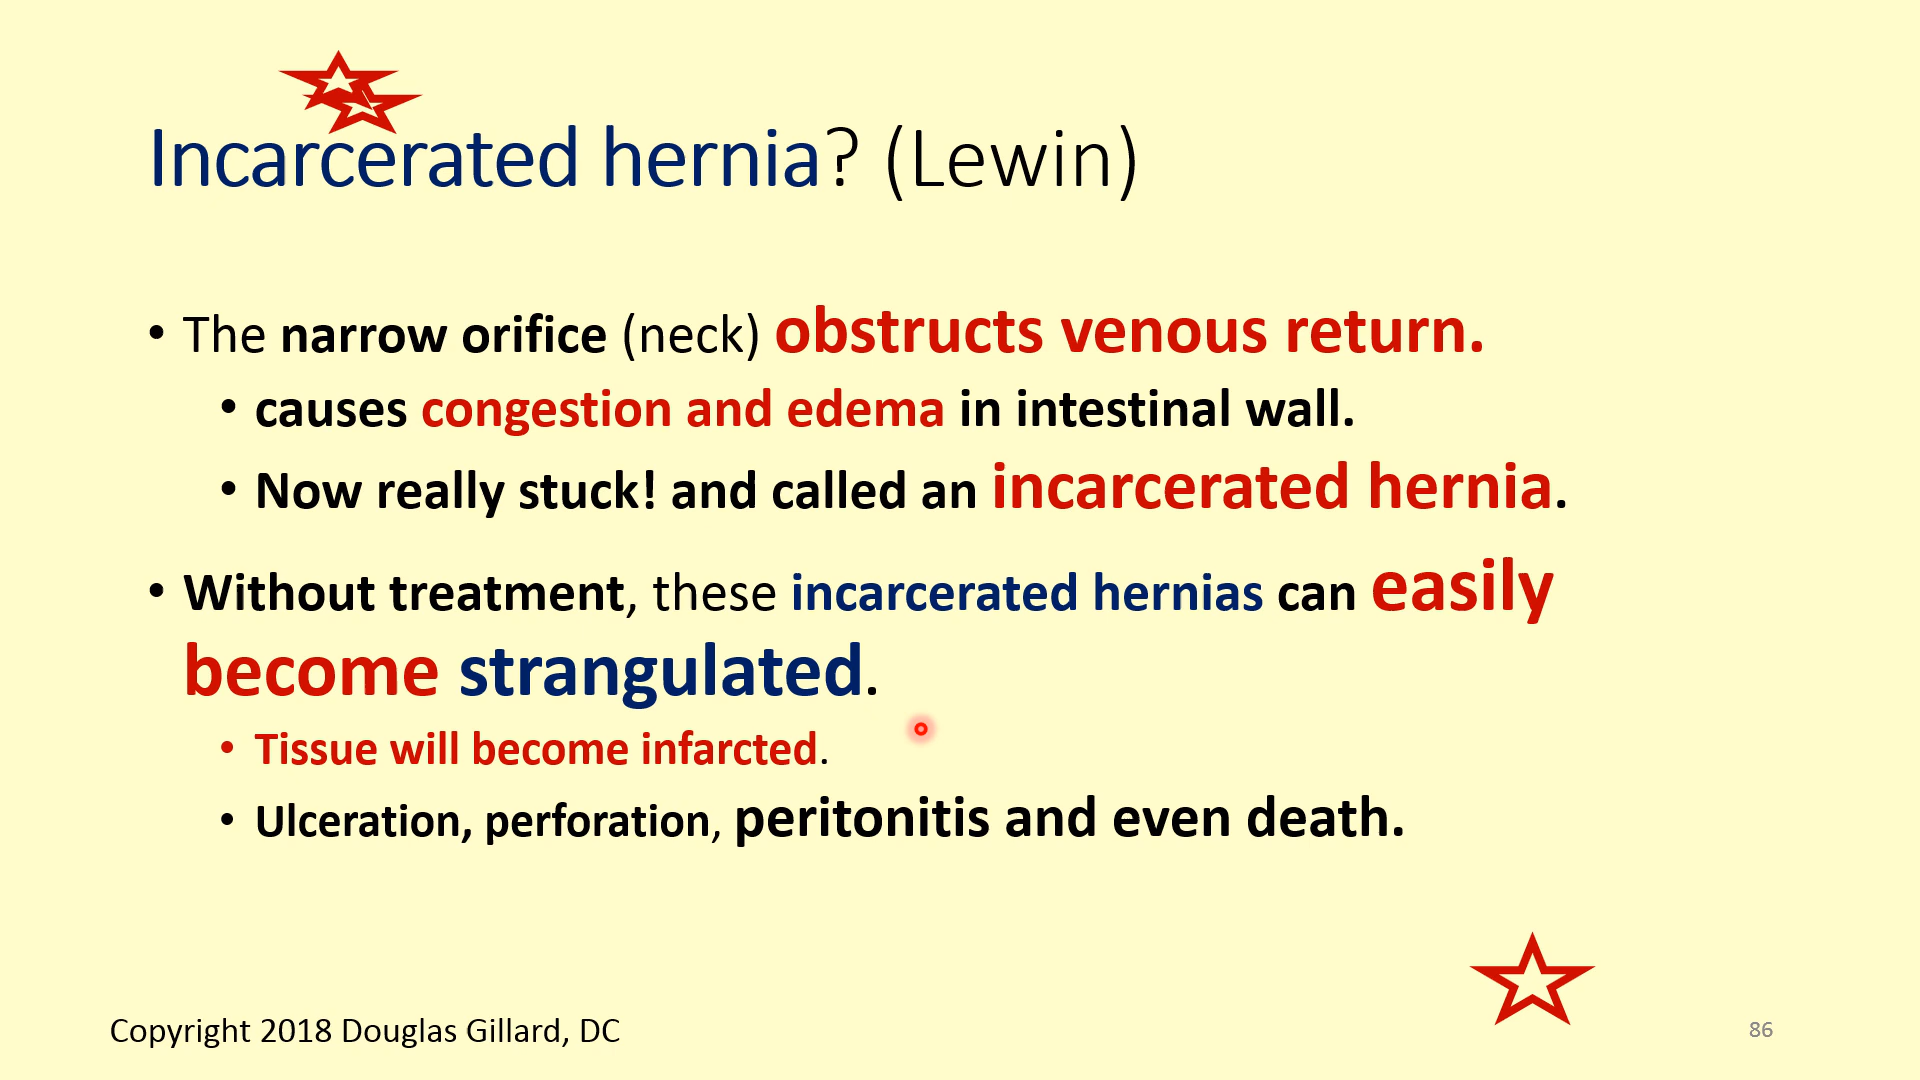 Incarcerated hernia? (Lewin)
• The narrow orifice (neck) obstructs venous return.
• causes congestion and edema in intestinal wall.
• Now really stuck! and called an incarcerated hernia.
• Without treatment, these incarcerated hernias can easily
become strangulated.
• Tissue will become infarcted.
• Ulceration, perforation, peritonitis and even death.
Copyright 2018 Douglas Gillard, DC
86